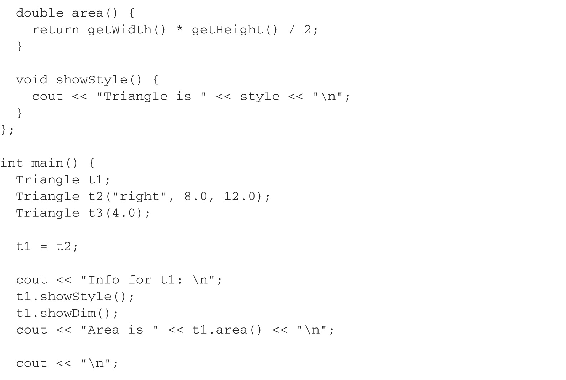 double area() {
return getWidth() * getHeight() / 2;
}
void showStyle() {
cout << "Triangle is " << style << "\n";
}
};
int main() {
Triangle t1;
Triangle t2("right", 8.0, 12.0);
Triangle t3(4.0);
t1 = t2;
cout << "Info for t1: \n";
t1.showStyle();
t1.showDim();
cout << "Area is " << t1.area() << "\n";
cout << "\n";